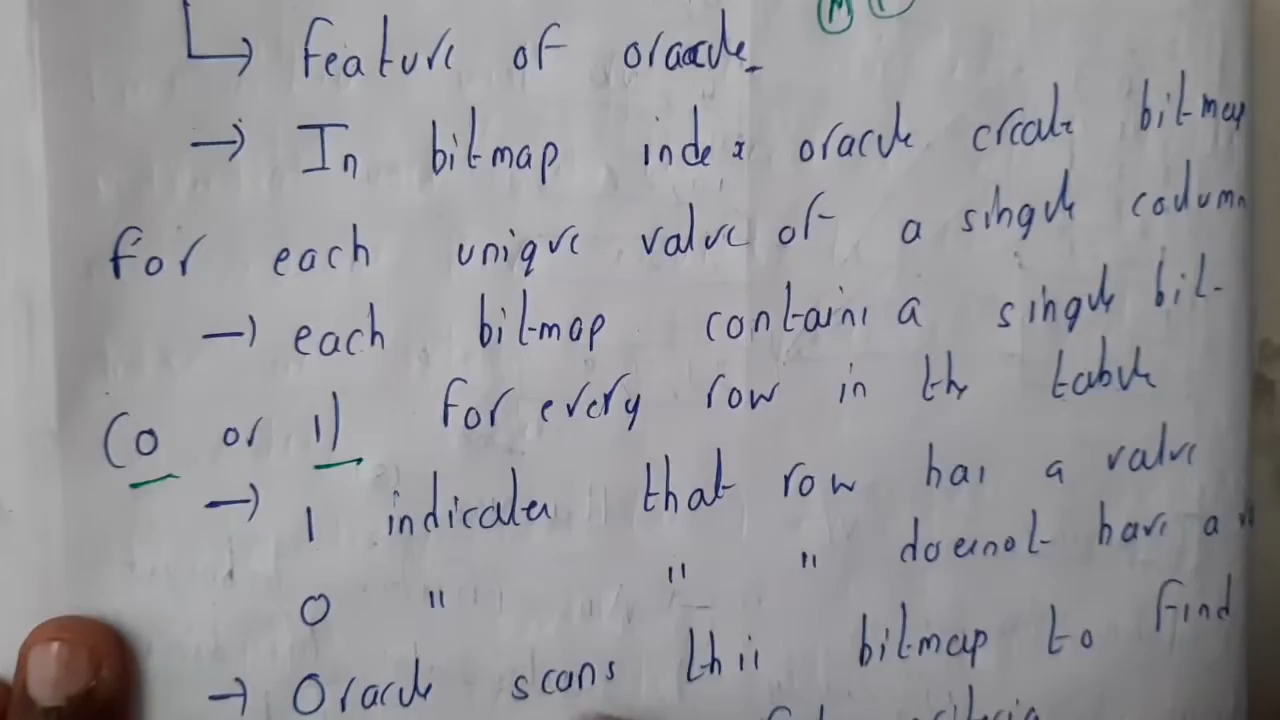 M
↳ Feature of oracle.
→ In bitmap index oracle create bitmap
for each unique value of a single column
→ each bitmap contains a single bit
(0 or 1) for every row in the table
→ 1 indicates that row has a value
0 " " " doesnot have a
→ Oracle scans this bitmap to find
criteria